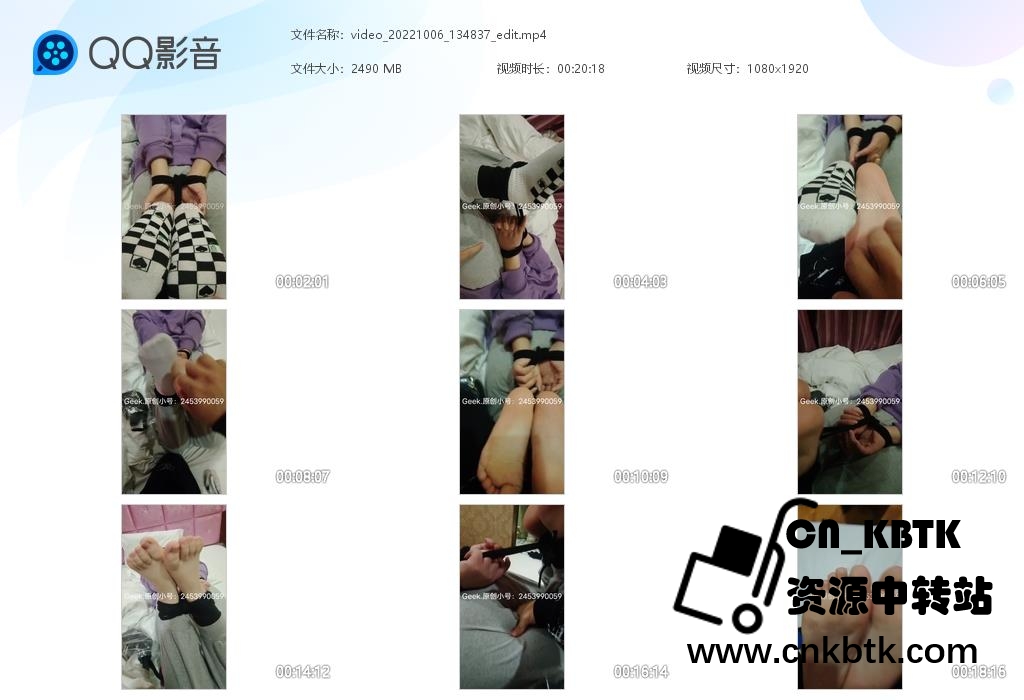 QQ影音
文件名称：video_20221006_134837_edit.mp4
文件大小：2490 MB 视频时长：00:20:18 视频尺寸：1080x1920
Geek.原创小号：2453990059 Geek.原创小号：2453990059 Geek.原创小号：2453990059
00:02:01 00:04:03 00:06:05
Geek.原创小号：2453990059 Geek.原创小号：2453990059 Geek.原创小号：2453990059
00:08:07 00:10:09 00:12:10
CN_KBTK
Geek.原创小号：2453990059 Geek.原创小号：2453990059
资源中转站
www.cnkbtk.com
00:14:12 00:16:14 00:18:16